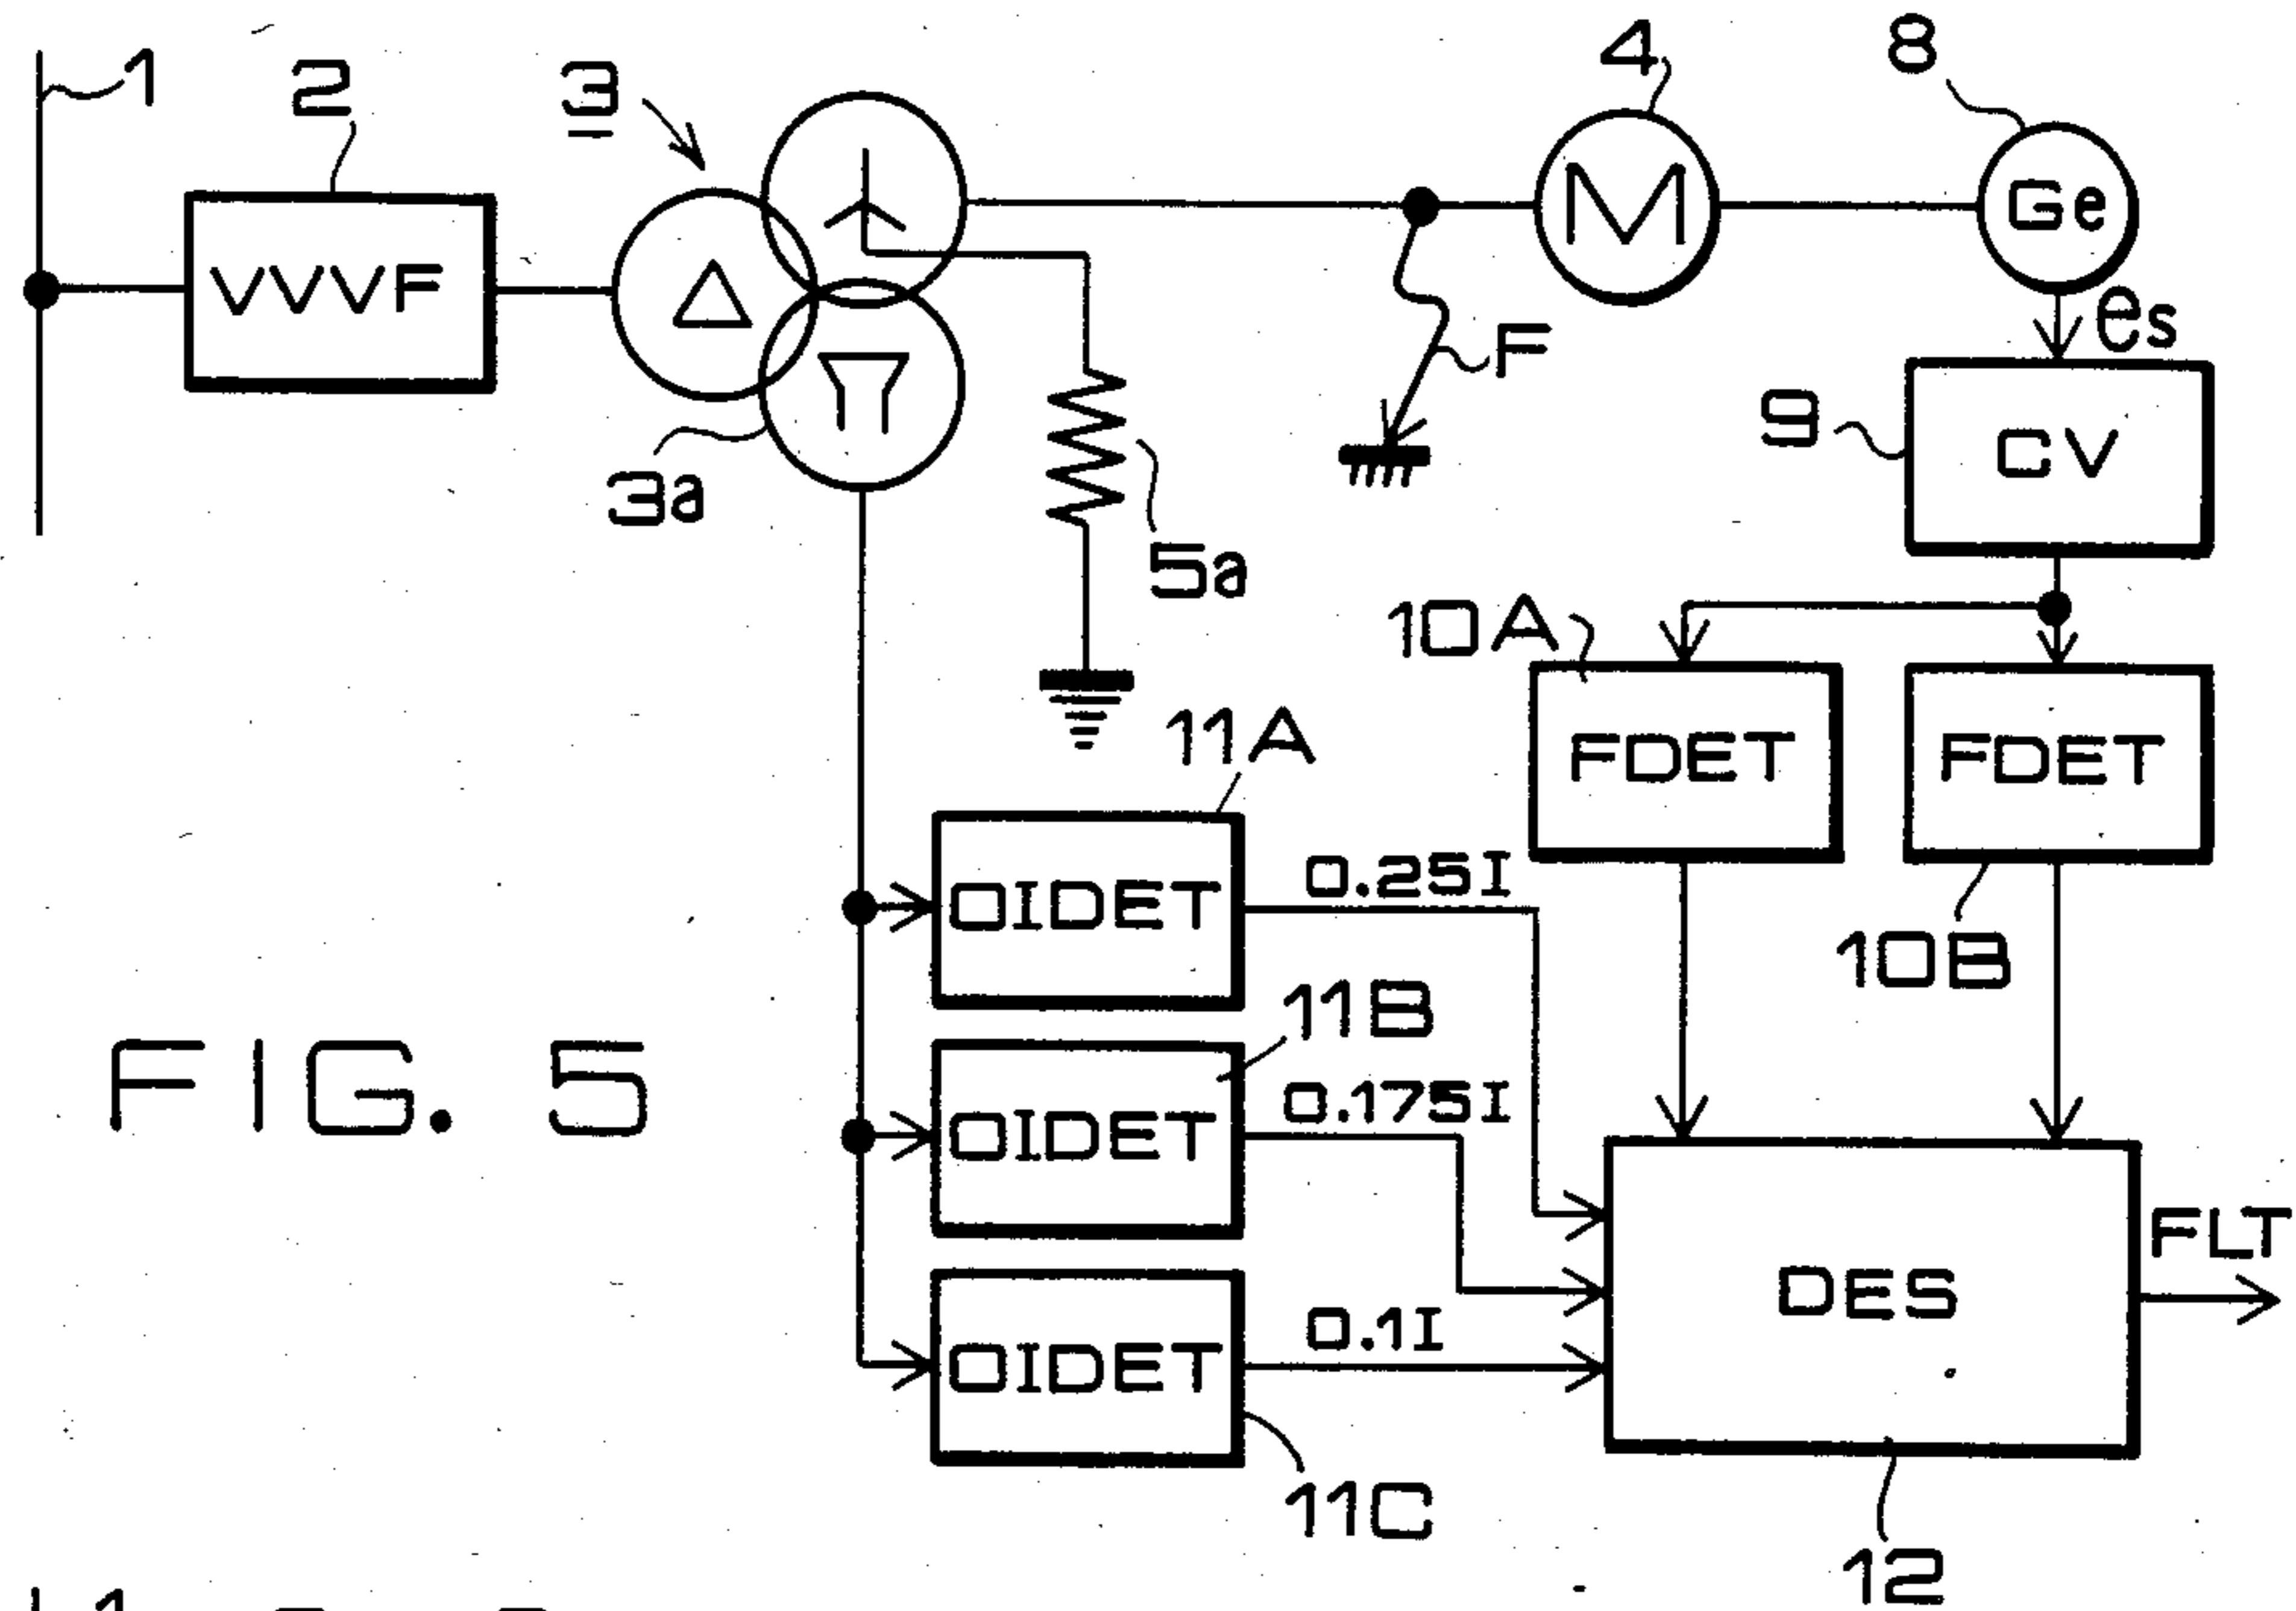 1
2
3
4
8
VVVF
M
Ge
es
F
3a
9
CV
5a
10A
11A
FDET
FDET
0.25I
OIDET
10B
11B
FIG. 5
0.175I
OIDET
FLT
DES
0.1I
OIDET
11C
12